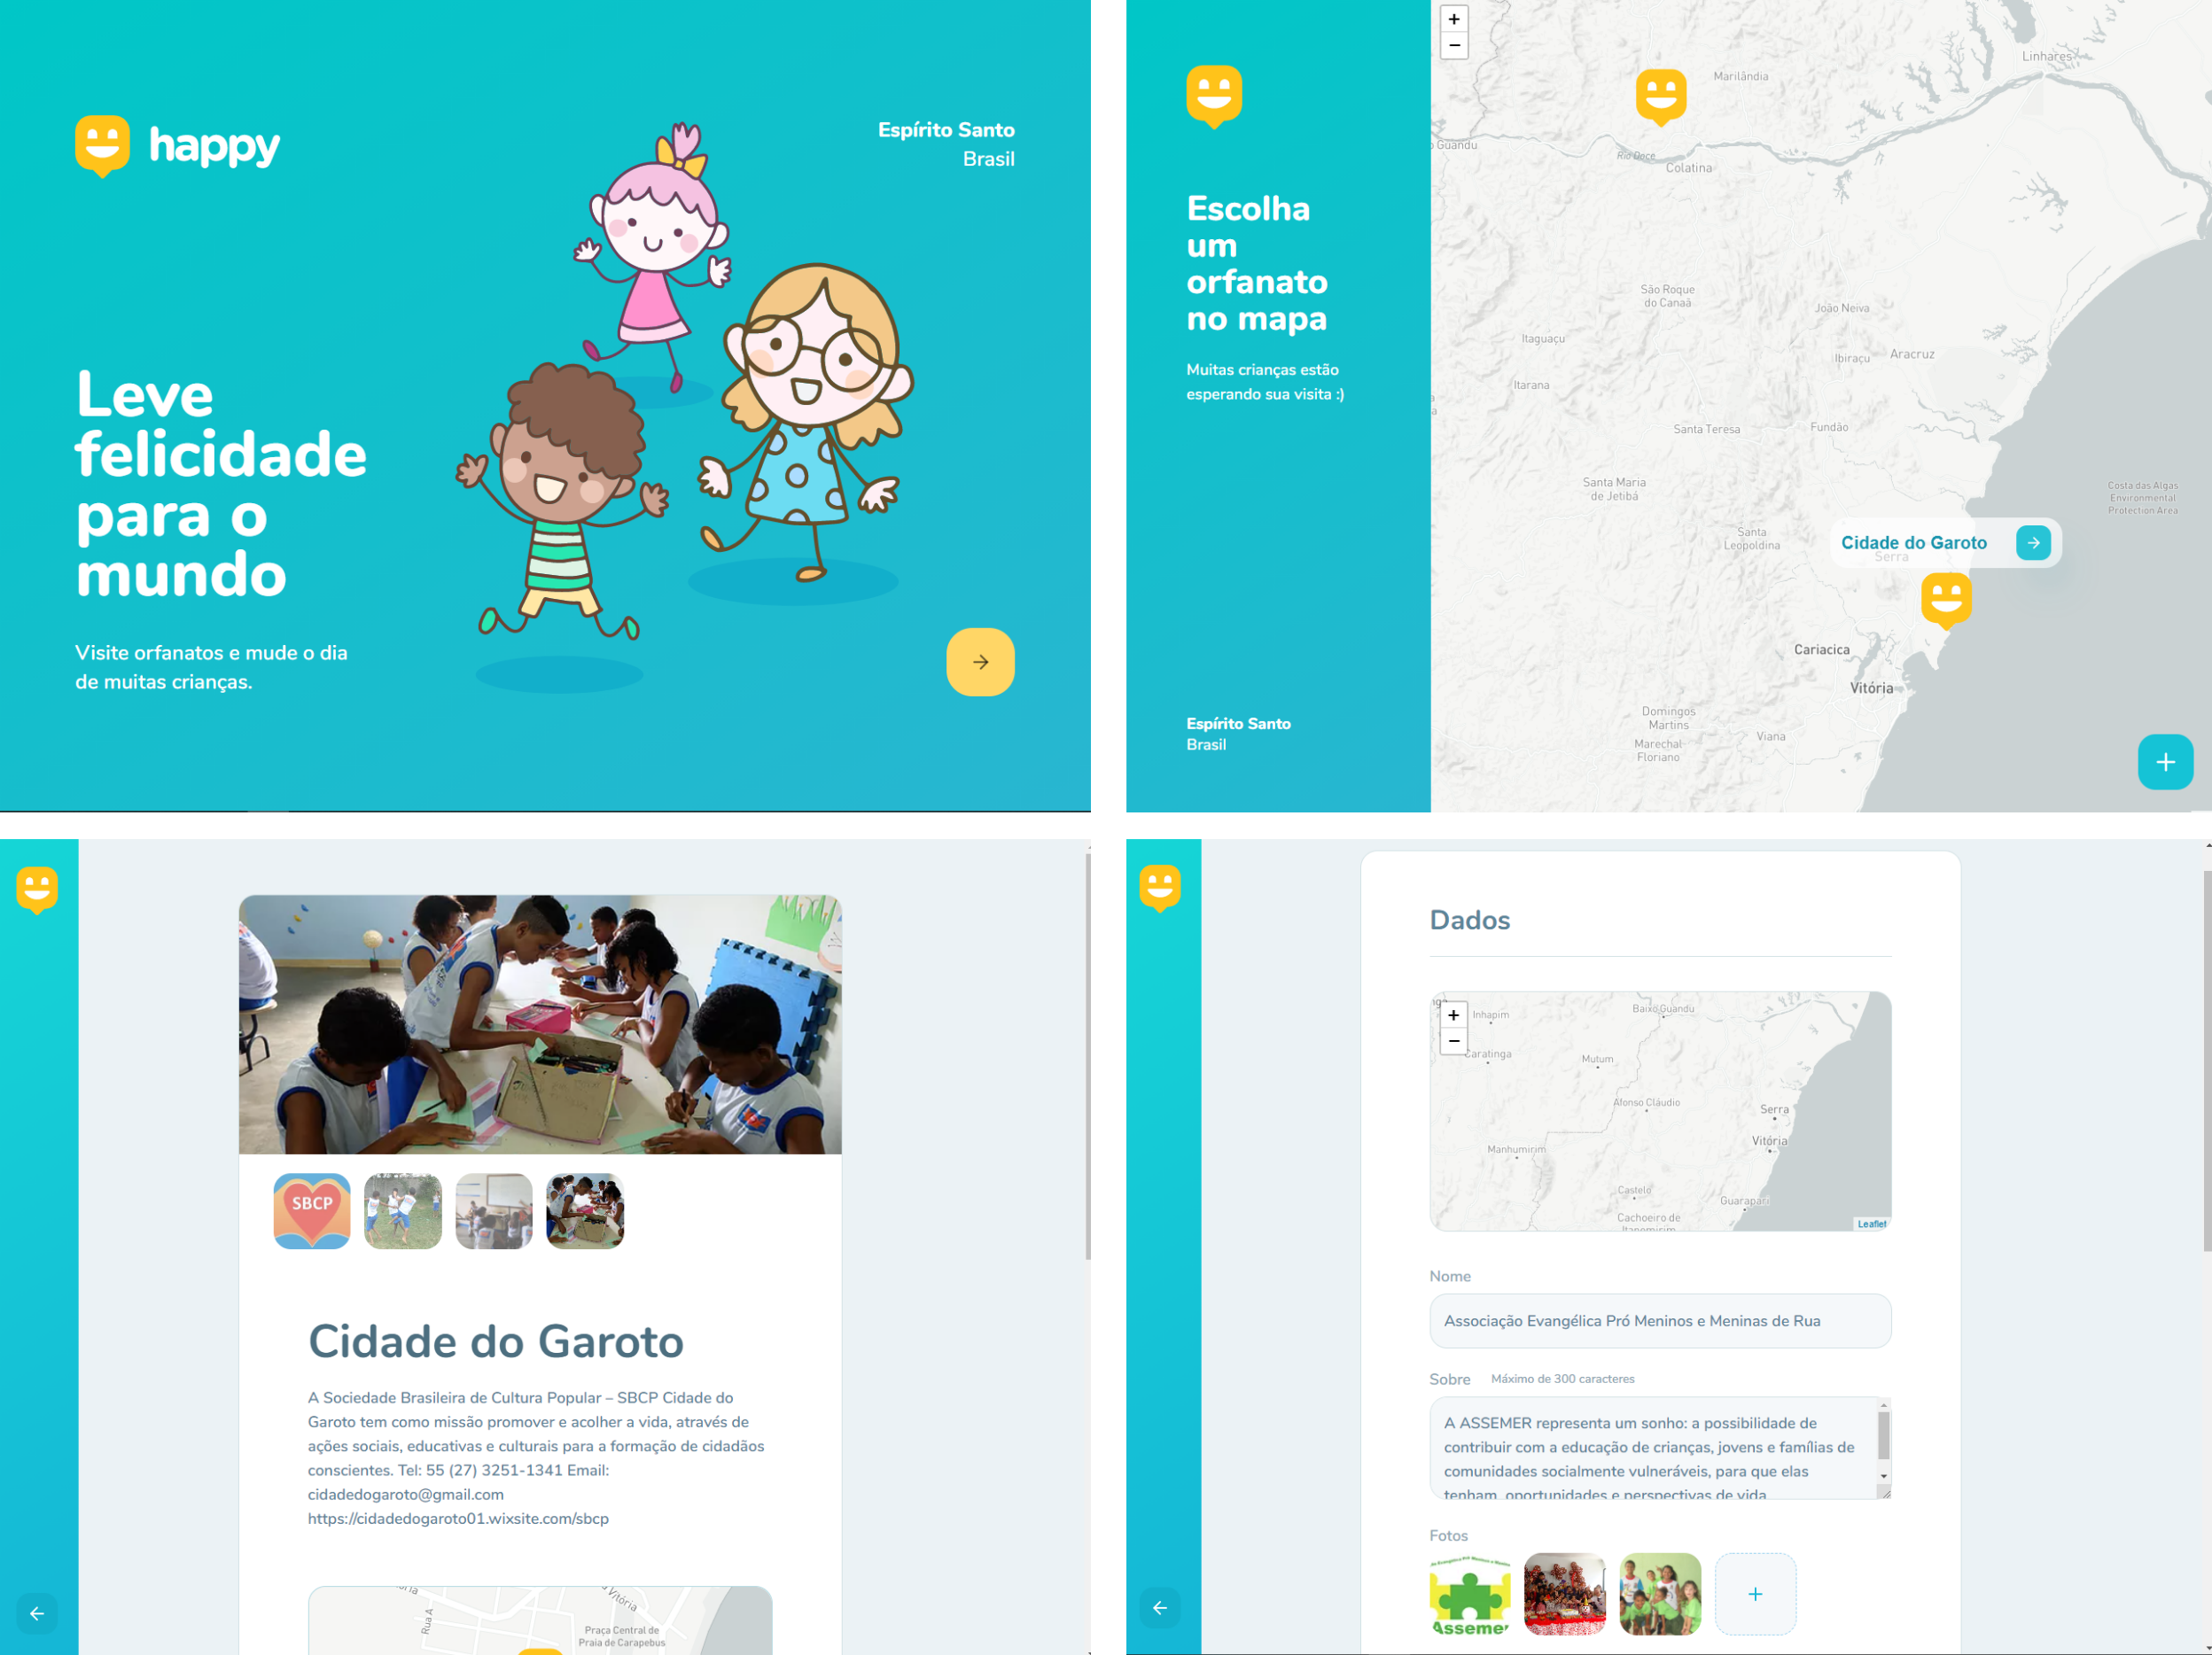 happy
Espírito Santo
Brasil
Leve
felicidade
para o
mundo
Visite orfanatos e mude o dia
de muitas crianças.
Escolha
um
orfanato
no mapa
Muitas crianças estão
esperando sua visita :)
Espírito Santo
Brasil
+
−
Linhares
Marilândia
Guandu
Rio Doce
Colatina
São Roque
do Canaã
João Neiva
Itaguaçu
Ibiraçu
Aracruz
Itarana
Santa Teresa
Fundão
Santa Maria
de Jetibá
Costa das Algas
Environmental
Protection Area
Santa
Leopoldina
Cidade do Garoto
Serra
Cariacica
Vitória
Domingos
Martins
Viana
Marechal
Floriano
+
SBCP
Cidade do Garoto
A Sociedade Brasileira de Cultura Popular – SBCP Cidade do
Garoto tem como missão promover e acolher a vida, através de
ações sociais, educativas e culturais para a formação de cidadãos
conscientes. Tel: 55 (27) 3251-1341 Email:
cidadedogaroto@gmail.com
https://cidadedogaroto01.wixsite.com/sbcp
Rua A
Vitória
Praça Central de
Praia de Carapebus
Dados
+
−
Inhapim
Baixo Guandu
Caratinga
Mutum
Afonso Cláudio
Serra
Vitória
Manhumirim
Castelo
Guarapari
Cachoeiro de
Itapemirim
Leaflet
Nome
Associação Evangélica Pró Meninos e Meninas de Rua
Sobre Máximo de 300 caracteres
A ASSEMER representa um sonho: a possibilidade de
contribuir com a educação de crianças, jovens e famílias de
comunidades socialmente vulneráveis, para que elas
tenham oportunidades e perspectivas de vida
Fotos
Assemer
+